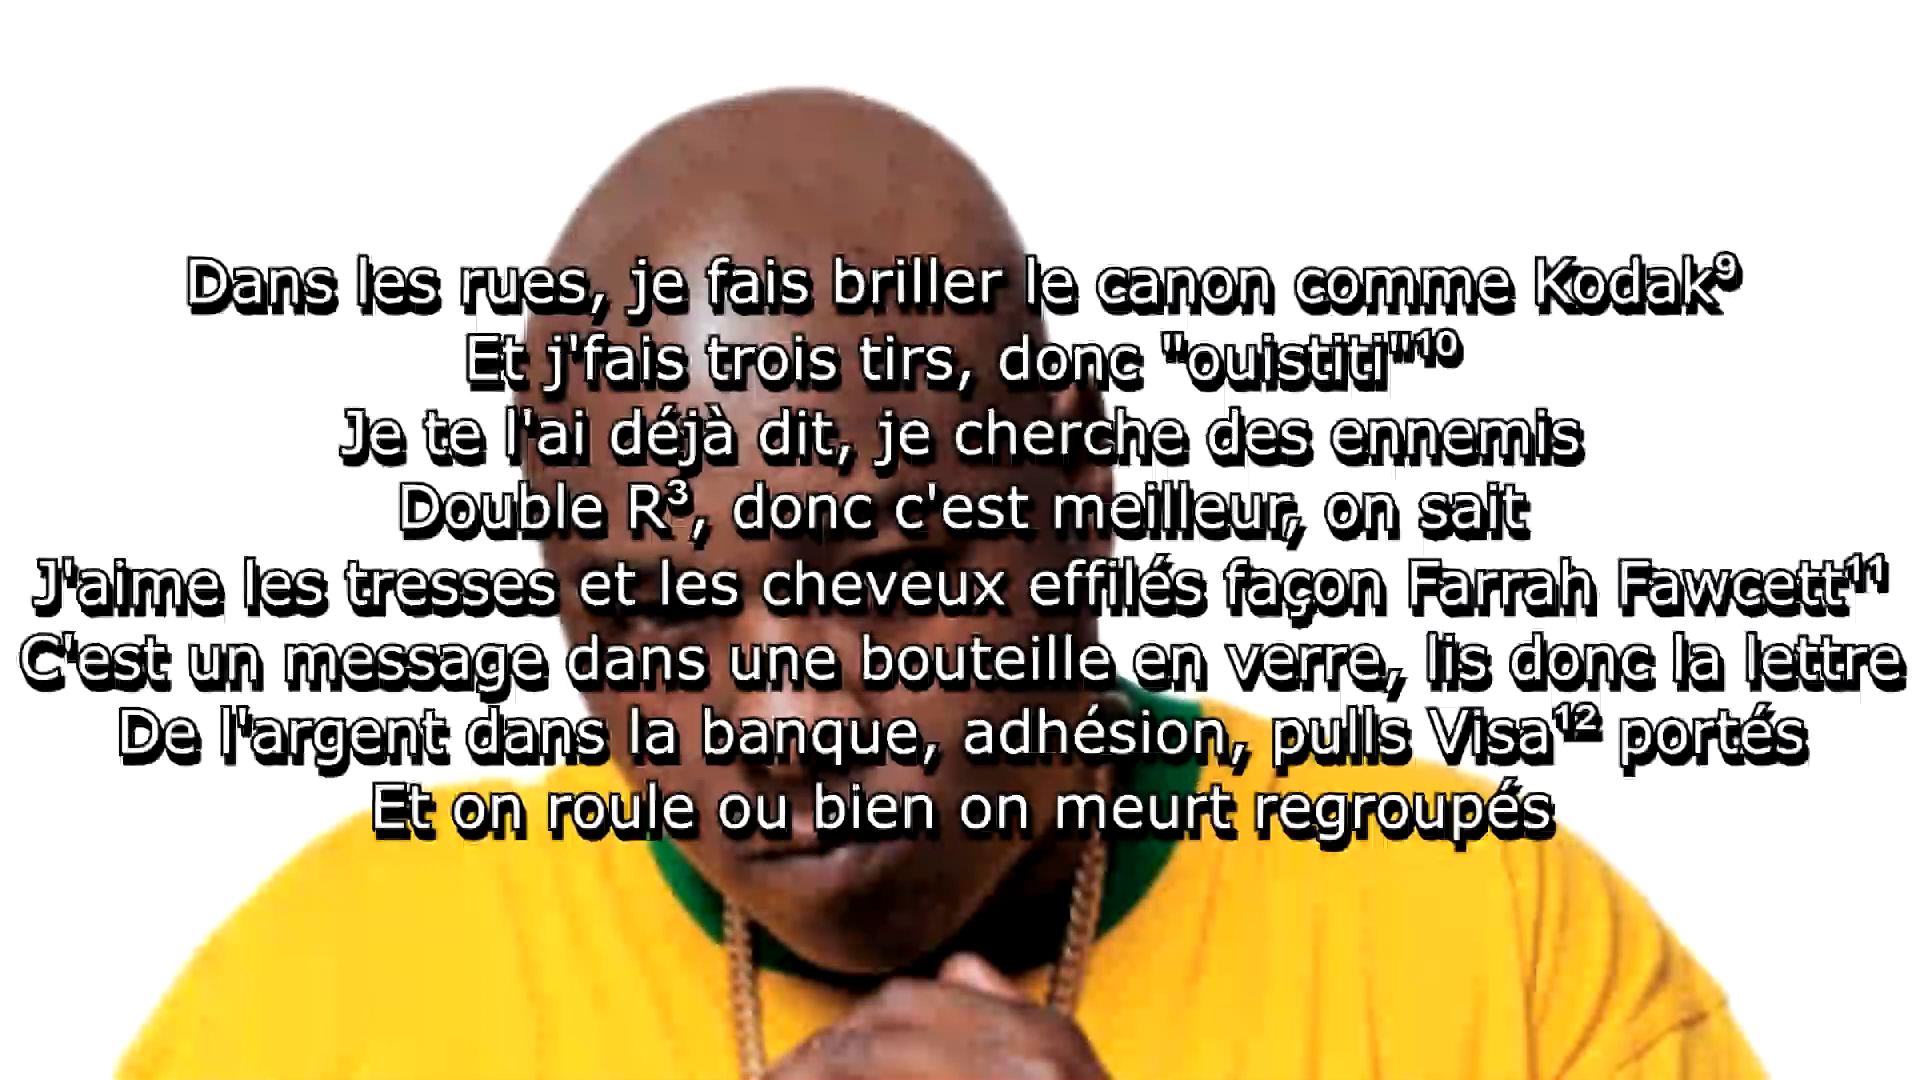 Dans les rues, je fais briller le canon comme Kodak⁹
Et j'fais trois tirs, donc "ouistiti"¹⁰
Je te l'ai déjà dit, je cherche des ennemis
Double R³, donc c'est meilleur, on sait
J'aime les tresses et les cheveux effilés façon Farrah Fawcett¹¹
C'est un message dans une bouteille en verre, lis donc la lettre
De l'argent dans la banque, adhésion, pulls Visa¹² portés
Et on roule ou bien on meurt regroupés